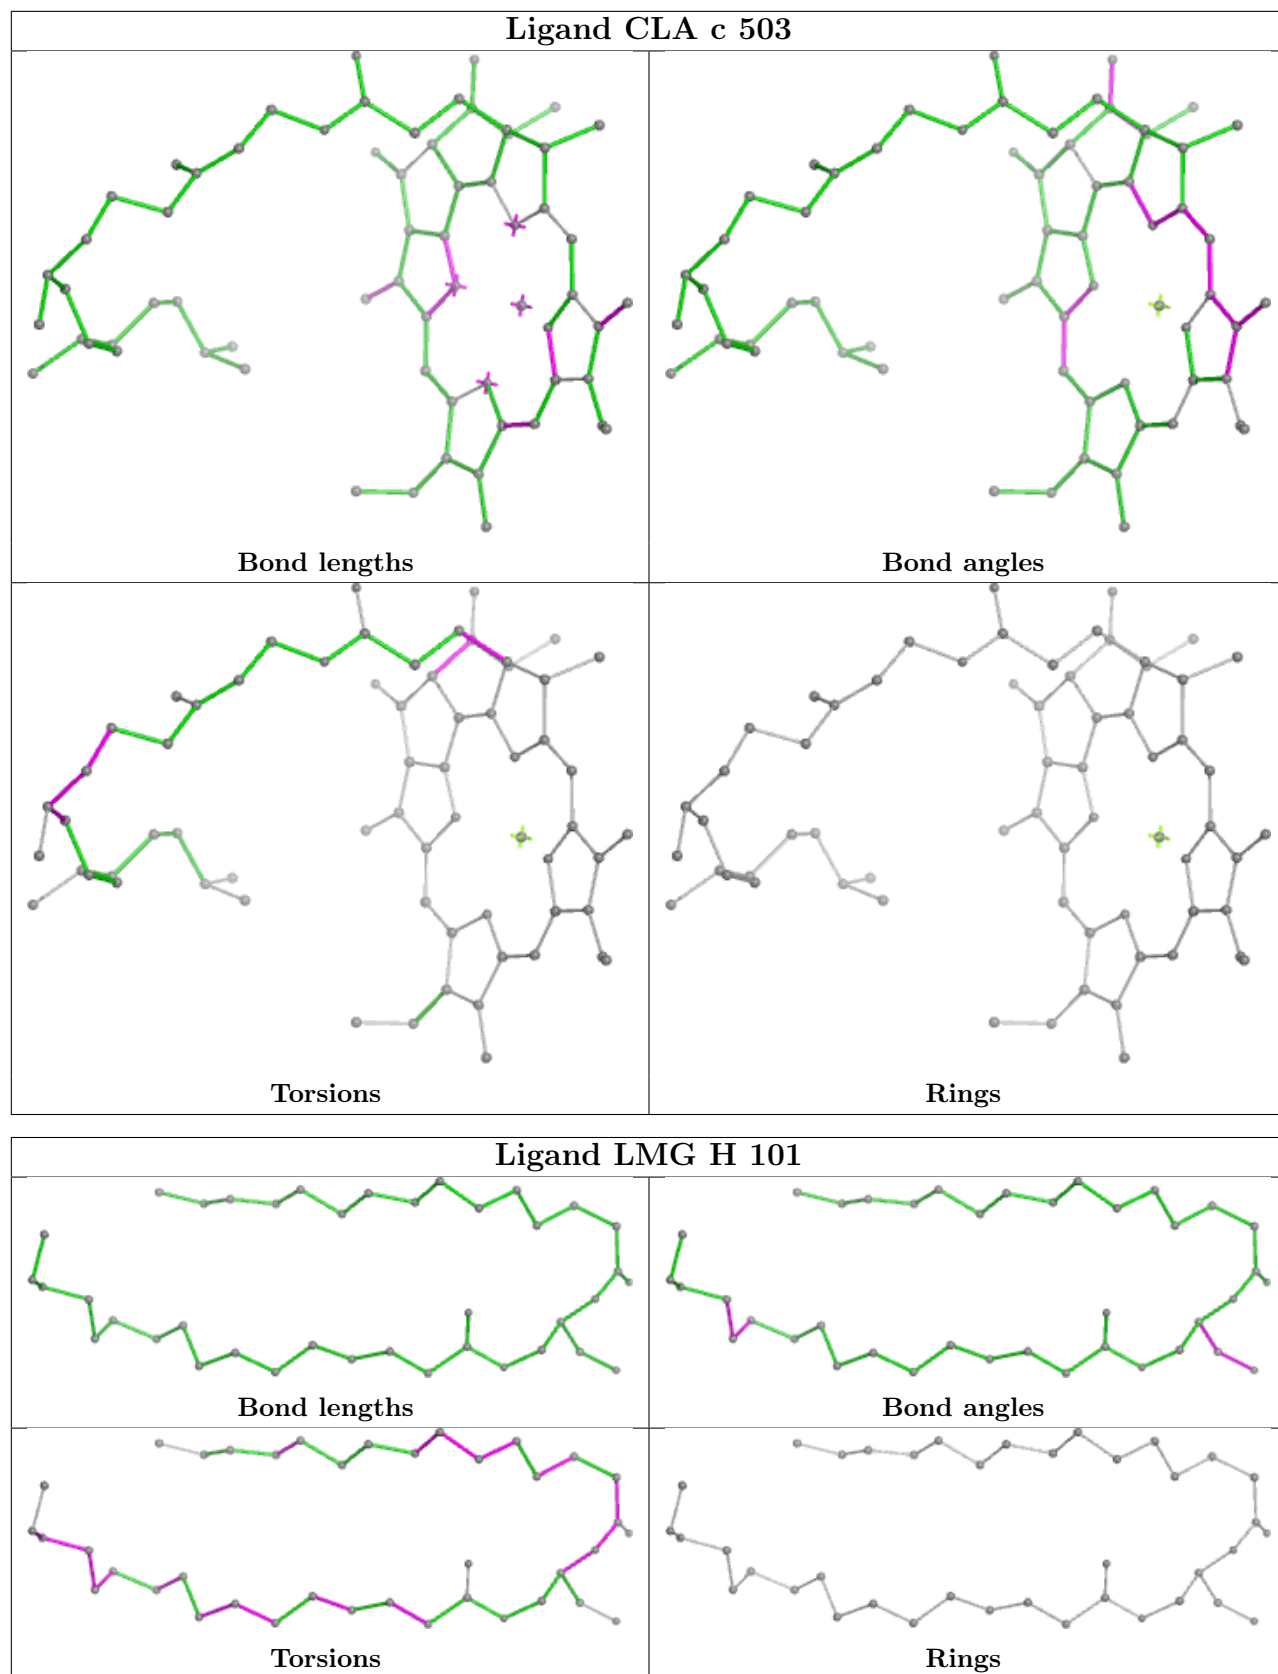 Ligand CLA c 503
Bond lengths
Bond angles
Torsions
Rings
Ligand LMG H 101
Bond lengths
Bond angles
Torsions
Rings